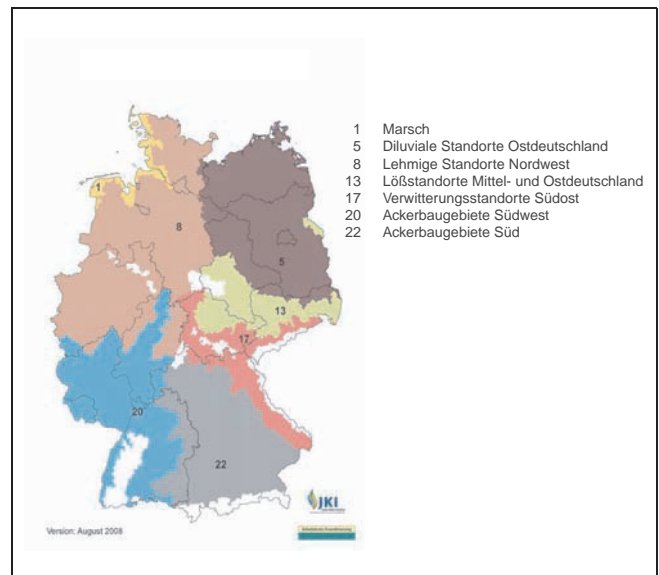 1 Marsch
5 Diluviale Standorte Ostdeutschland
8 Lehmige Standorte Nordwest
13 Lößstandorte Mittel- und Ostdeutschland
17 Verwitterungsstandorte Südost
20 Ackerbaugebiete Südwest
22 Ackerbaugebiete Süd
1
8
5
13
17
20
22
JKI
Version: August 2008